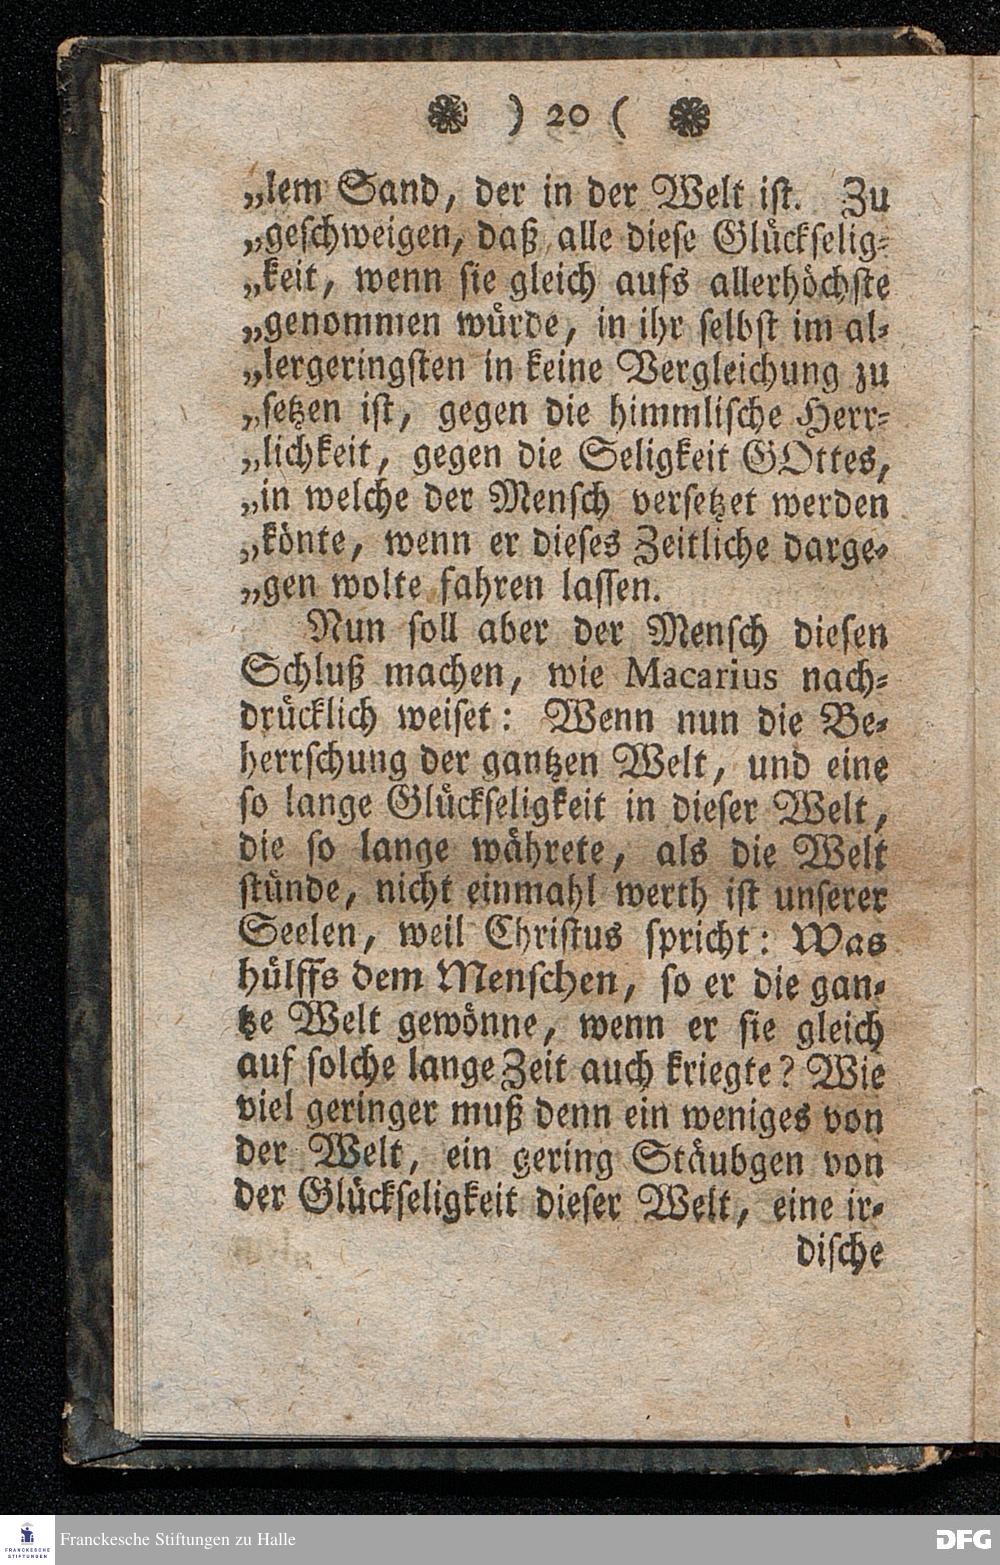 ) 20 (
„lem Sand, der in der Welt ist. Zu
„geschweigen, daß alle diese Glückselig-
„keit, wenn sie gleich aufs allerhöchste
„genommen würde, in ihr selbst im al-
„lergeringsten in keine Vergleichung zu
„setzen ist, gegen die himmlische Herr-
„lichkeit, gegen die Seligkeit GOttes,
„in welche der Mensch versetzet werden
„könte, wenn er dieses Zeitliche darge-
„gen wolte fahren lassen.
Nun soll aber der Mensch diesen
Schluß machen, wie Macarius nach-
drücklich weiset: Wenn nun die Be-
herrschung der gantzen Welt, und eine
so lange Glückseligkeit in dieser Welt,
die so lange währete, als die Welt
stünde, nicht einmahl werth ist unserer
Seelen, weil Christus spricht: Was
hülffs dem Menschen, so er die gan-
tze Welt gewönne, wenn er sie gleich
auf solche lange Zeit auch kriegte? Wie
viel geringer muß denn ein weniges von
der Welt, ein gering Stäubgen von
der Glückseligkeit dieser Welt, eine ir-
dische
FRANCKESCHE
STIFTUNGEN
Franckesche Stiftungen zu Halle
DFG